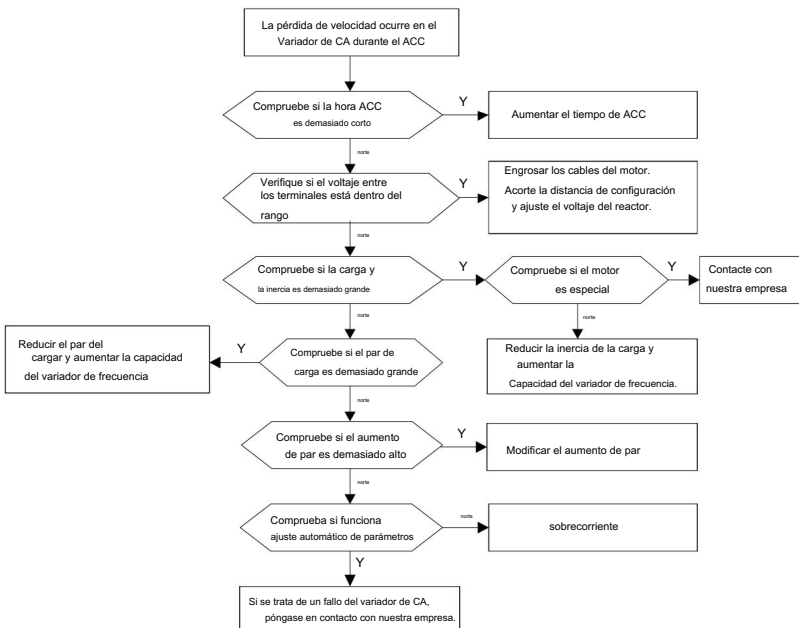 La pérdida de velocidad ocurre en el
Variador de CA durante el ACC
Compruebe si la hora ACC
es demasiado corto
Y
Aumentar el tiempo de ACC
norte
Verifique si el voltaje entre
los terminales está dentro del
rango
Y
Engrosar los cables del motor.
Acorte la distancia de configuración
y ajuste el voltaje del reactor.
norte
Compruebe si la carga y
la inercia es demasiado grande
Y
Compruebe si el motor
es especial
Y
Contacte con
nuestra empresa
norte
norte
Reducir el par del
cargar y aumentar la capacidad
del variador de frecuencia
Y
Compruebe si el par de
carga es demasiado grande
Reducir la inercia de la carga y
aumentar la
Capacidad del variador de frecuencia.
norte
Compruebe si el aumento
de par es demasiado alto
Y
Modificar el aumento de par
norte
Comprueba si funciona
ajuste automático de parámetros
norte
sobrecorriente
Y
Si se trata de un fallo del variador de CA,
póngase en contacto con nuestra empresa.